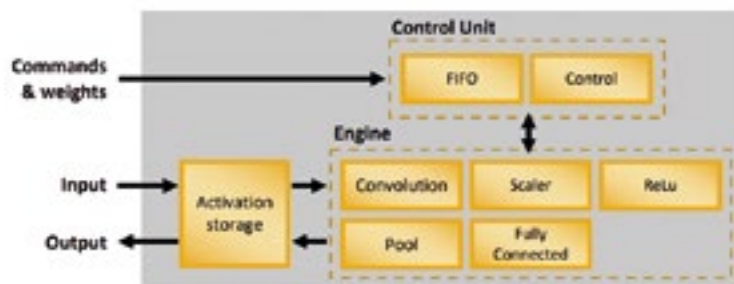 Control Unit
Commands
& weights
FIFO
Control
Engine
Input
Activation
storage
Convolution
Scaler
ReLu
Output
Pool
Fully
Connected